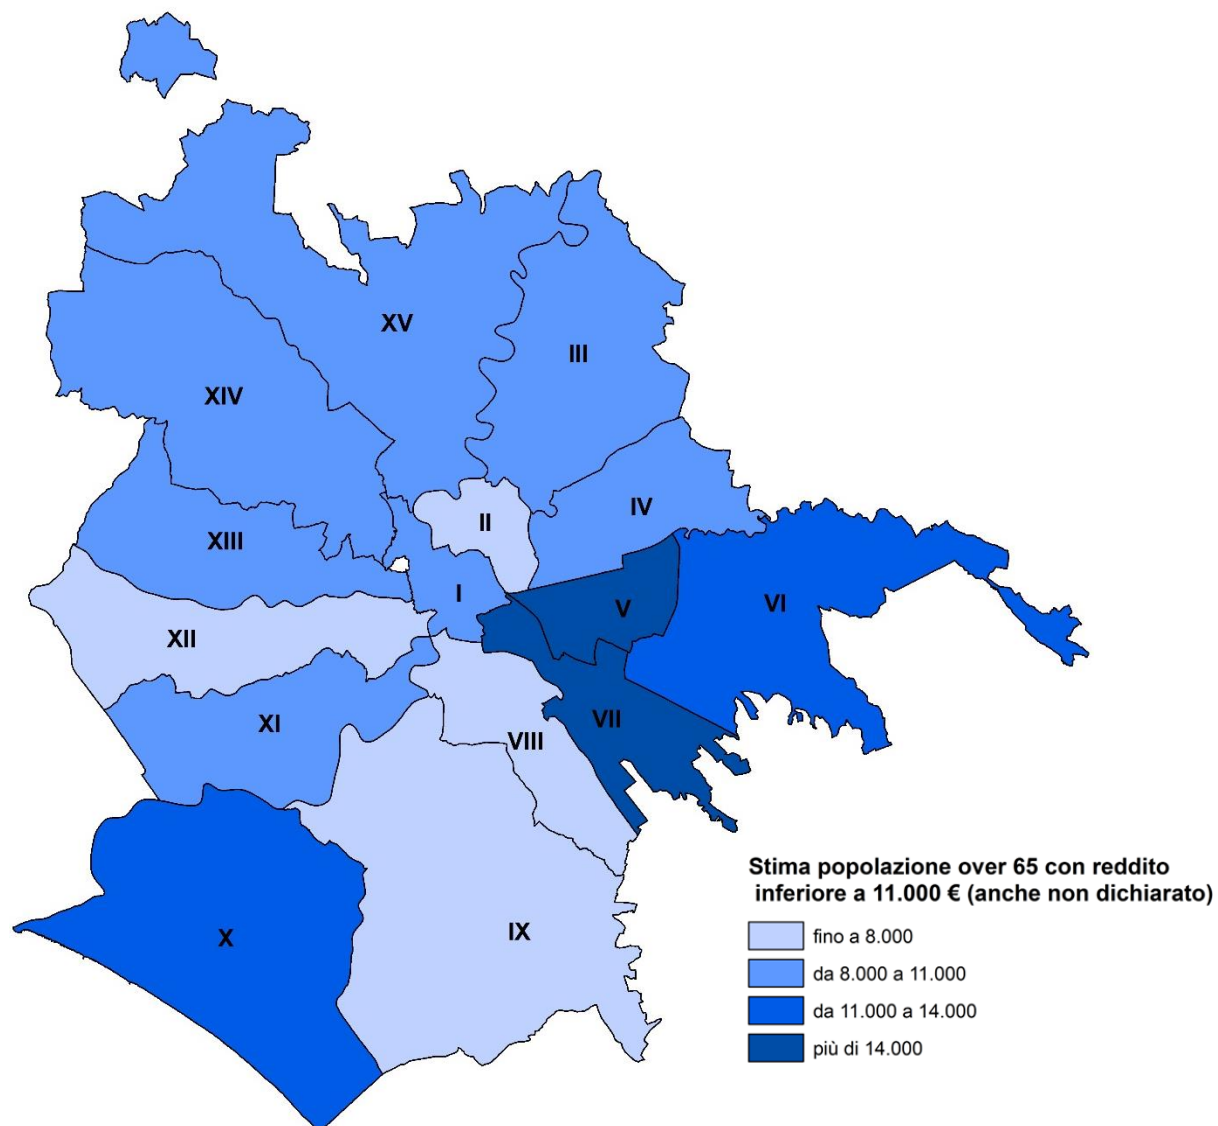 XV
III
XIV
IV
II
XIII
I
V
VI
XII
VII
XI
VIII
IX
X
Stima popolazione over 65 con reddito
inferiore a 11.000 € (anche non dichiarato)
fino a 8.000
da 8.000 a 11.000
da 11.000 a 14.000
più di 14.000